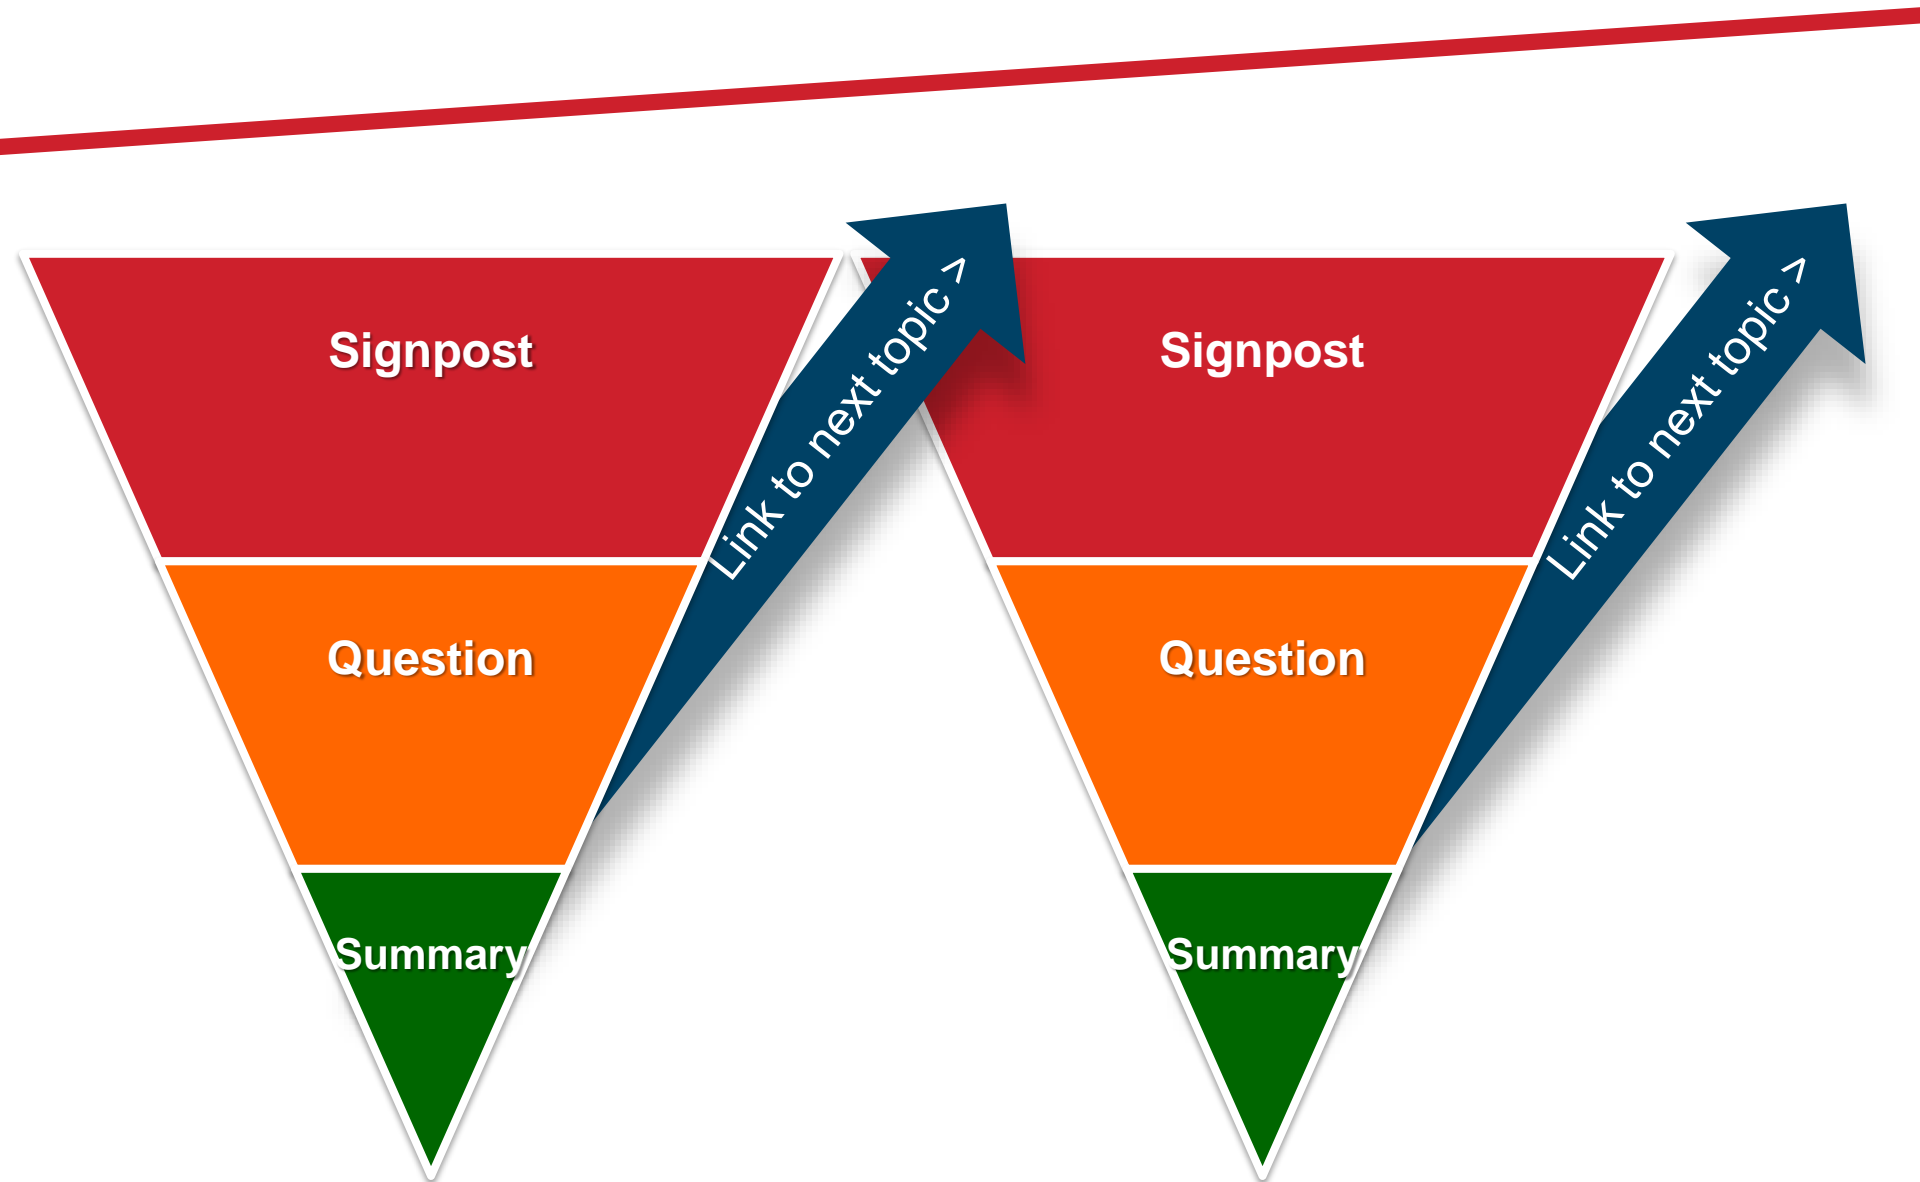 Signpost
Question
Summary
Link to next topic >
Signpost
Question
Summary
Link to next topic >